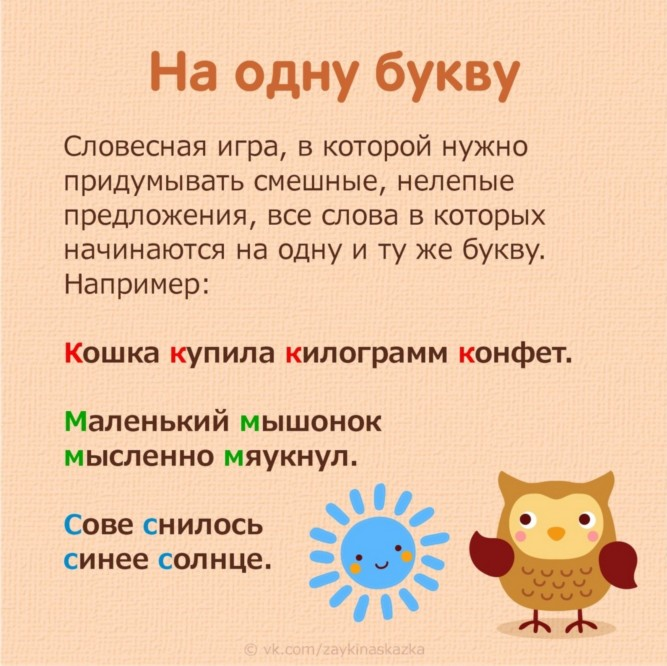 На одну букву
Словесная игра, в которой нужно
придумывать смешные, нелепые
предложения, все слова в которых
начинаются на одну и ту же букву.
Например:
Кошка купила килограмм конфет.
Маленький мышонок
мысленно мяукнул.
Сове снилось
синее солнце.
© vk.com/zaykinaskazka